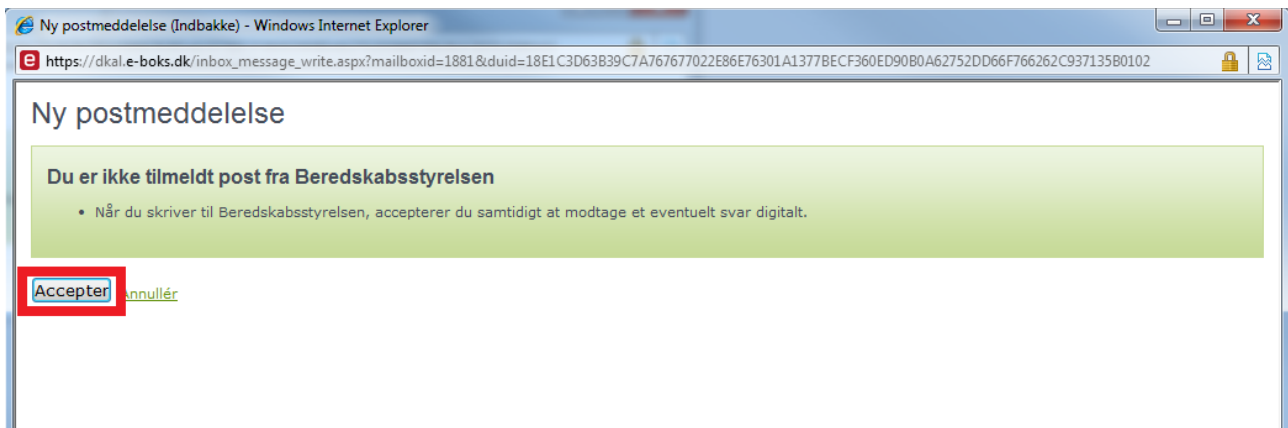 Ny postmeddelelse (Indbakke) - Windows Internet Explorer
https://dkal.e-boks.dk/inbox_message_write.aspx?mailboxid=1881&duid=18E1C3D63B39C7A767677022E86E76301A1377BECF360ED90B0A62752DD66F766262C937135B0102
Ny postmeddelelse
Du er ikke tilmeldt post fra Beredskabsstyrelsen
• Når du skriver til Beredskabsstyrelsen, accepterer du samtidigt at modtage et eventuelt svar digitalt.
Accepter Annullér